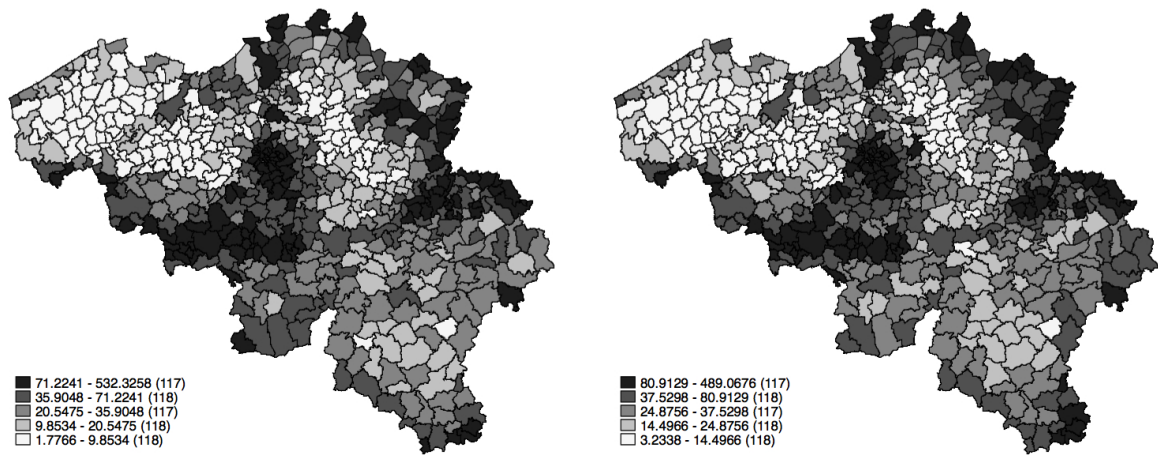 71.2241 - 532.3258 (117)
35.9048 - 71.2241 (118)
20.5475 - 35.9048 (117)
9.8534 - 20.5475 (118)
1.7766 - 9.8534 (118)
80.9129 - 489.0676 (117)
37.5298 - 80.9129 (118)
24.8756 - 37.5298 (117)
14.4966 - 24.8756 (118)
3.2338 - 14.4966 (118)